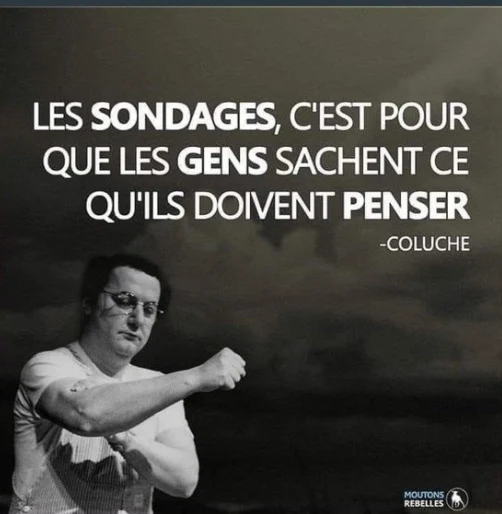 LES SONDAGES, C'EST POUR
QUE LES GENS SACHENT CE
QU'ILS DOIVENT PENSER
-COLUCHE
MOUTONS
REBELLES